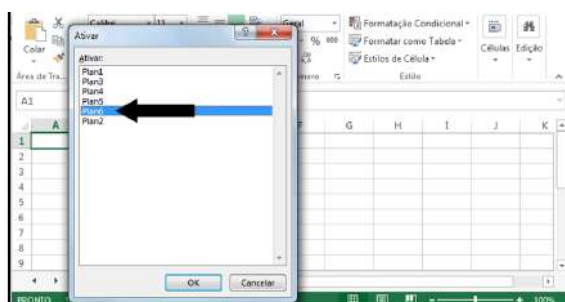 Calibri 11 Geral
Formatação Condicional
Formatar como Tabela
Estilos de Célula
% 000
Colar
Células Edição
Área de Tra...
Estilo
Ativar
Ativar:
Plan1
Plan3
Plan4
Plan5
Plan6
Plan2
OK Cancelar
A1
A G H I J K
1
2
3
4
5
6
7
8
9
PRONTO 100%